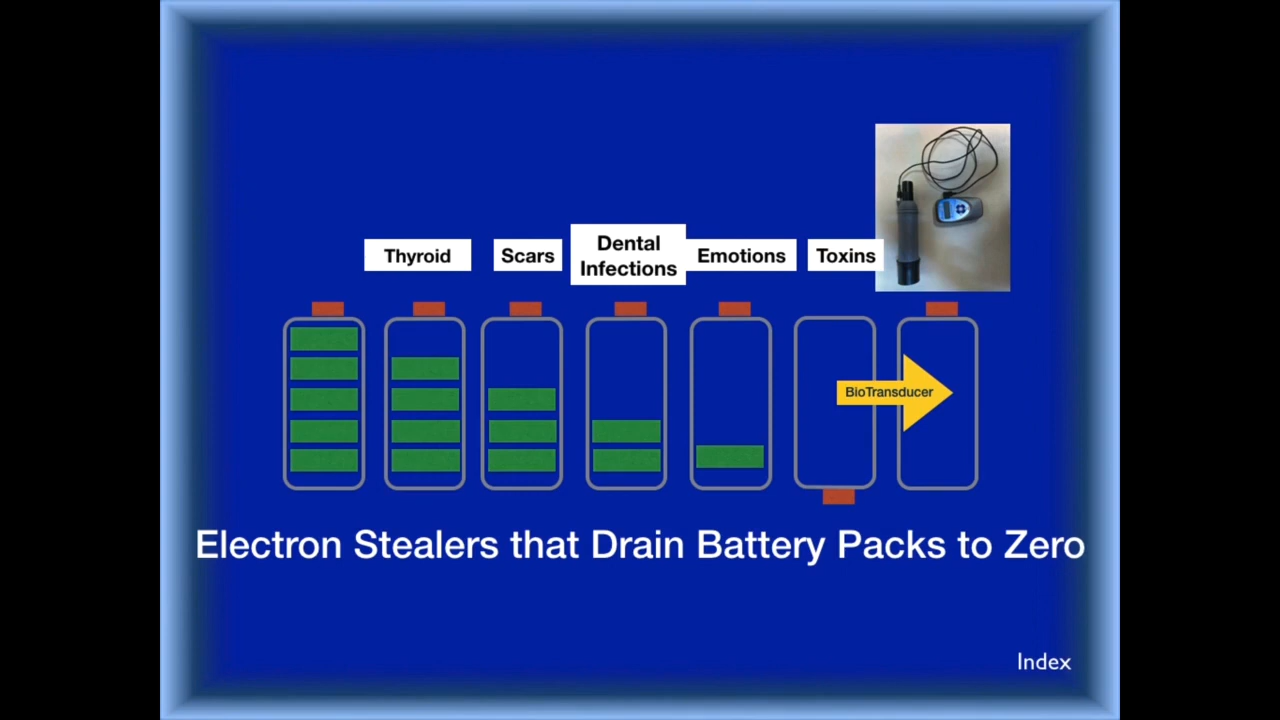 Thyroid
Scars
Dental
Infections
Emotions
Toxins
BioTransducer
Electron Stealers that Drain Battery Packs to Zero
Index